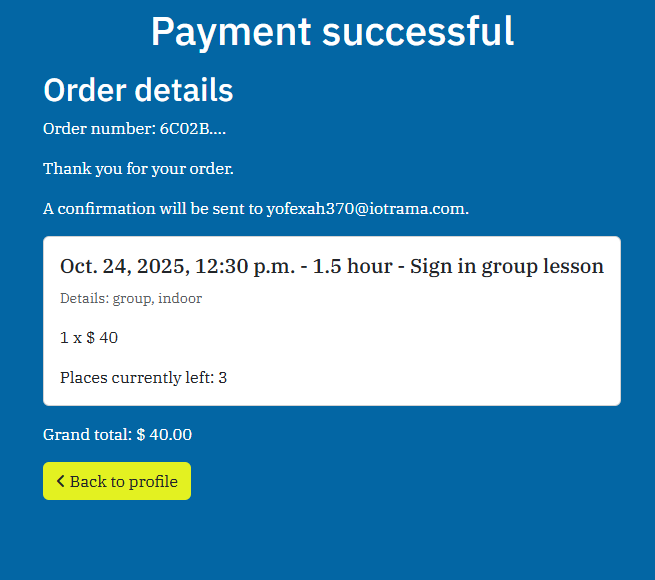 Payment successful
Order details
Order number: 6C02B....
Thank you for your order.
A confirmation will be sent to yofexah370@iotrama.com.
Oct. 24, 2025, 12:30 p.m. - 1.5 hour - Sign in group lesson
Details: group, indoor
1 x $ 40
Places currently left: 3
Grand total: $ 40.00
Back to profile